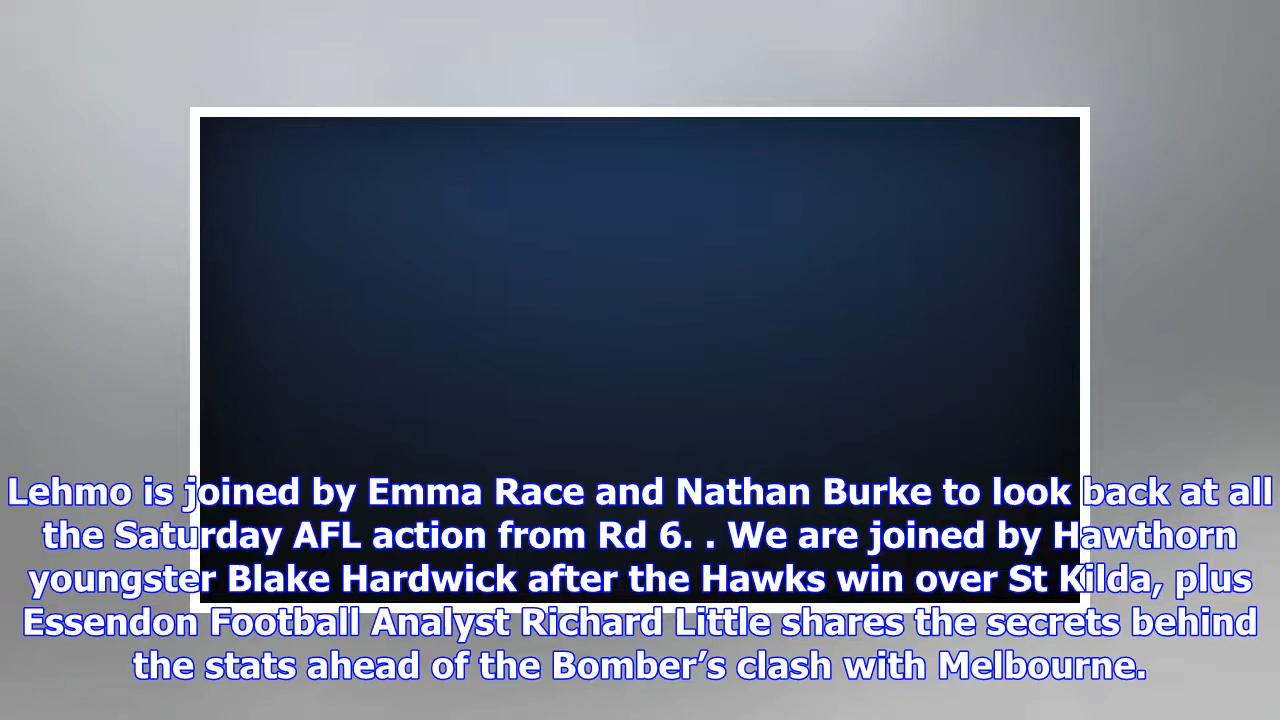 Lehmo is joined by Emma Race and Nathan Burke to look back at all
the Saturday AFL action from Rd 6. . We are joined by Hawthorn
youngster Blake Hardwick after the Hawks win over St Kilda, plus
Essendon Football Analyst Richard Little shares the secrets behind
the stats ahead of the Bomber’s clash with Melbourne.